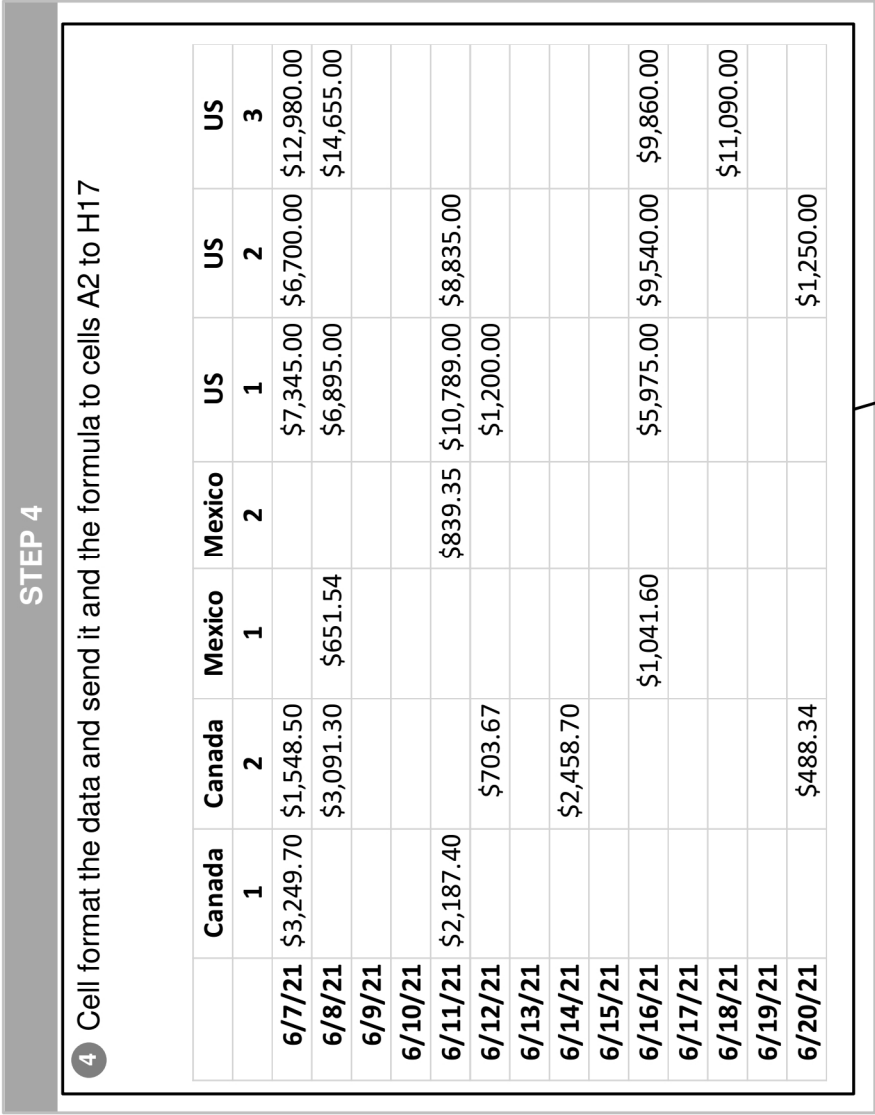 STEP 4
4 Cell format the data and send it and the formula to cells A2 to H17
Canada Canada Mexico Mexico US US US
1 2 1 2 1 2 3
6/7/21 $3,249.70 $1,548.50 $7,345.00 $6,700.00 $12,980.00
6/8/21 $3,091.30 $651.54 $6,895.00 $14,655.00
6/9/21
6/10/21
6/11/21 $2,187.40 $839.35 $10,789.00 $8,835.00
6/12/21 $703.67 $1,200.00
6/13/21
6/14/21 $2,458.70
6/15/21
6/16/21 $1,041.60 $5,975.00 $9,540.00 $9,860.00
6/17/21
6/18/21 $11,090.00
6/19/21
6/20/21 $488.34 $1,250.00